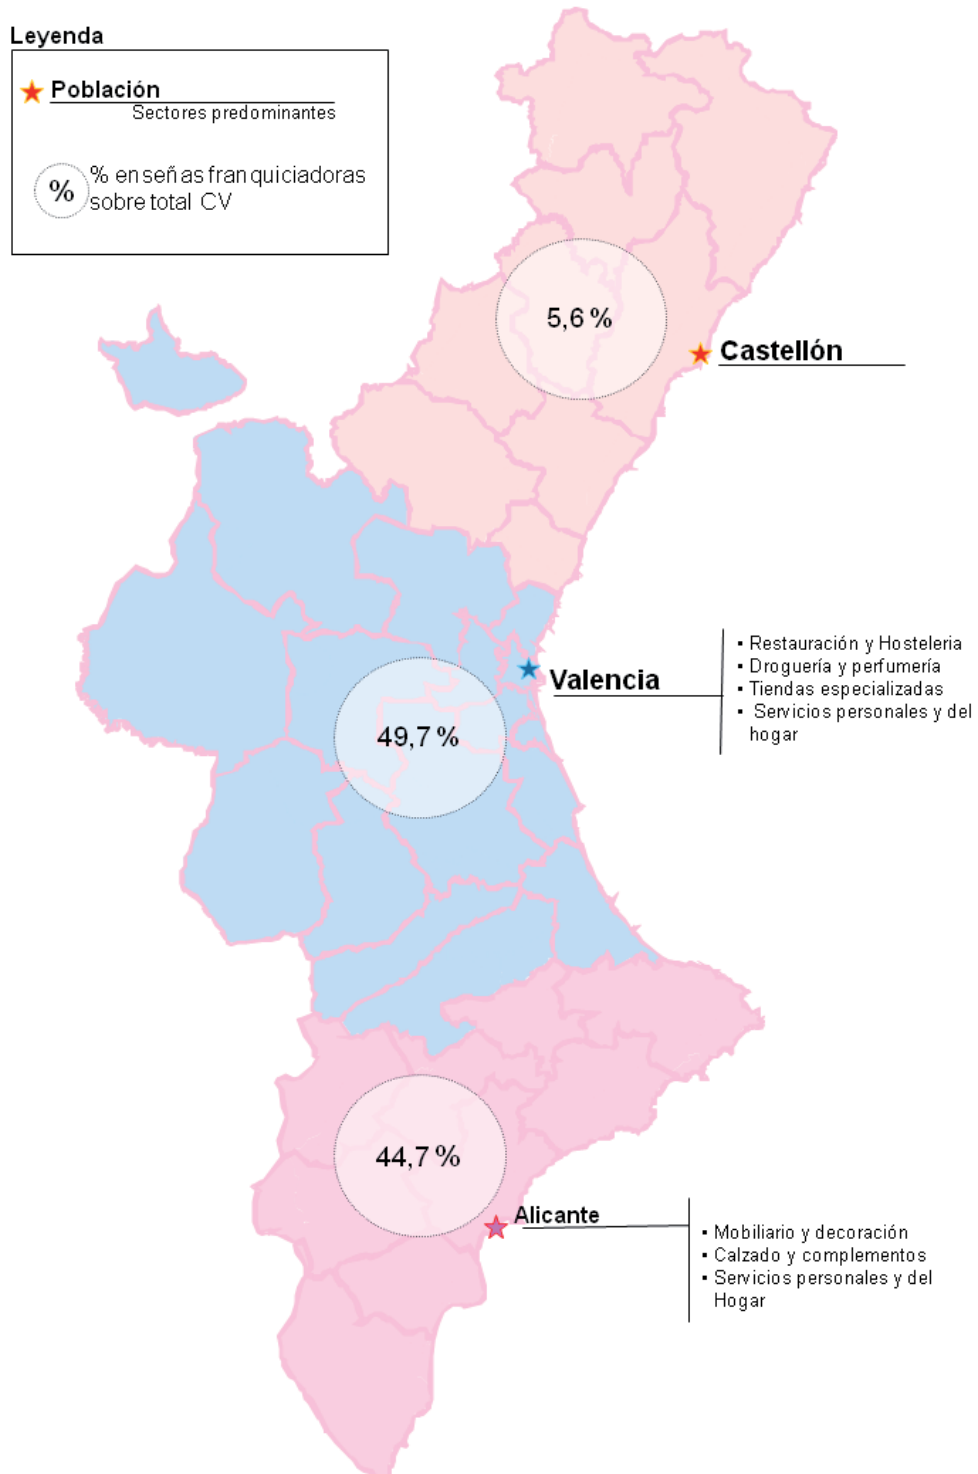 Leyenda
Población
Sectores predominantes
%
% enseñas franquiciadoras
sobre total CV
5,6 %
Castellón
Valencia
▪ Restauración y Hosteleria
▪ Droguería y perfumería
▪ Tiendas especializadas
▪ Servicios personales y del
hogar
49,7 %
44,7 %
Alicante
▪ Mobiliario y decoración
▪ Calzado y complementos
▪ Servicios personales y del
Hogar